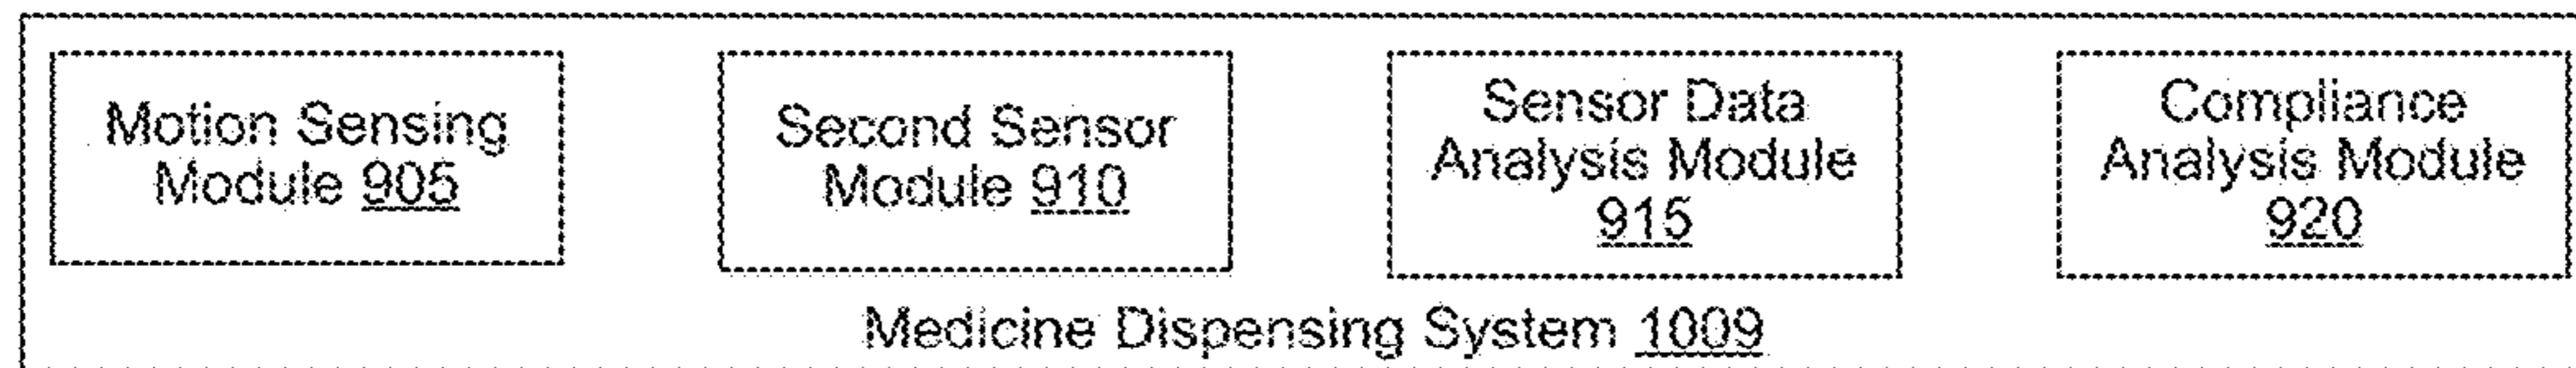 Motion Sensing
Module 905
Second Sensor
Module 910
Sensor Data
Analysis Module
915
Compliance
Analysis Module
920
Medicine Dispensing System 1009